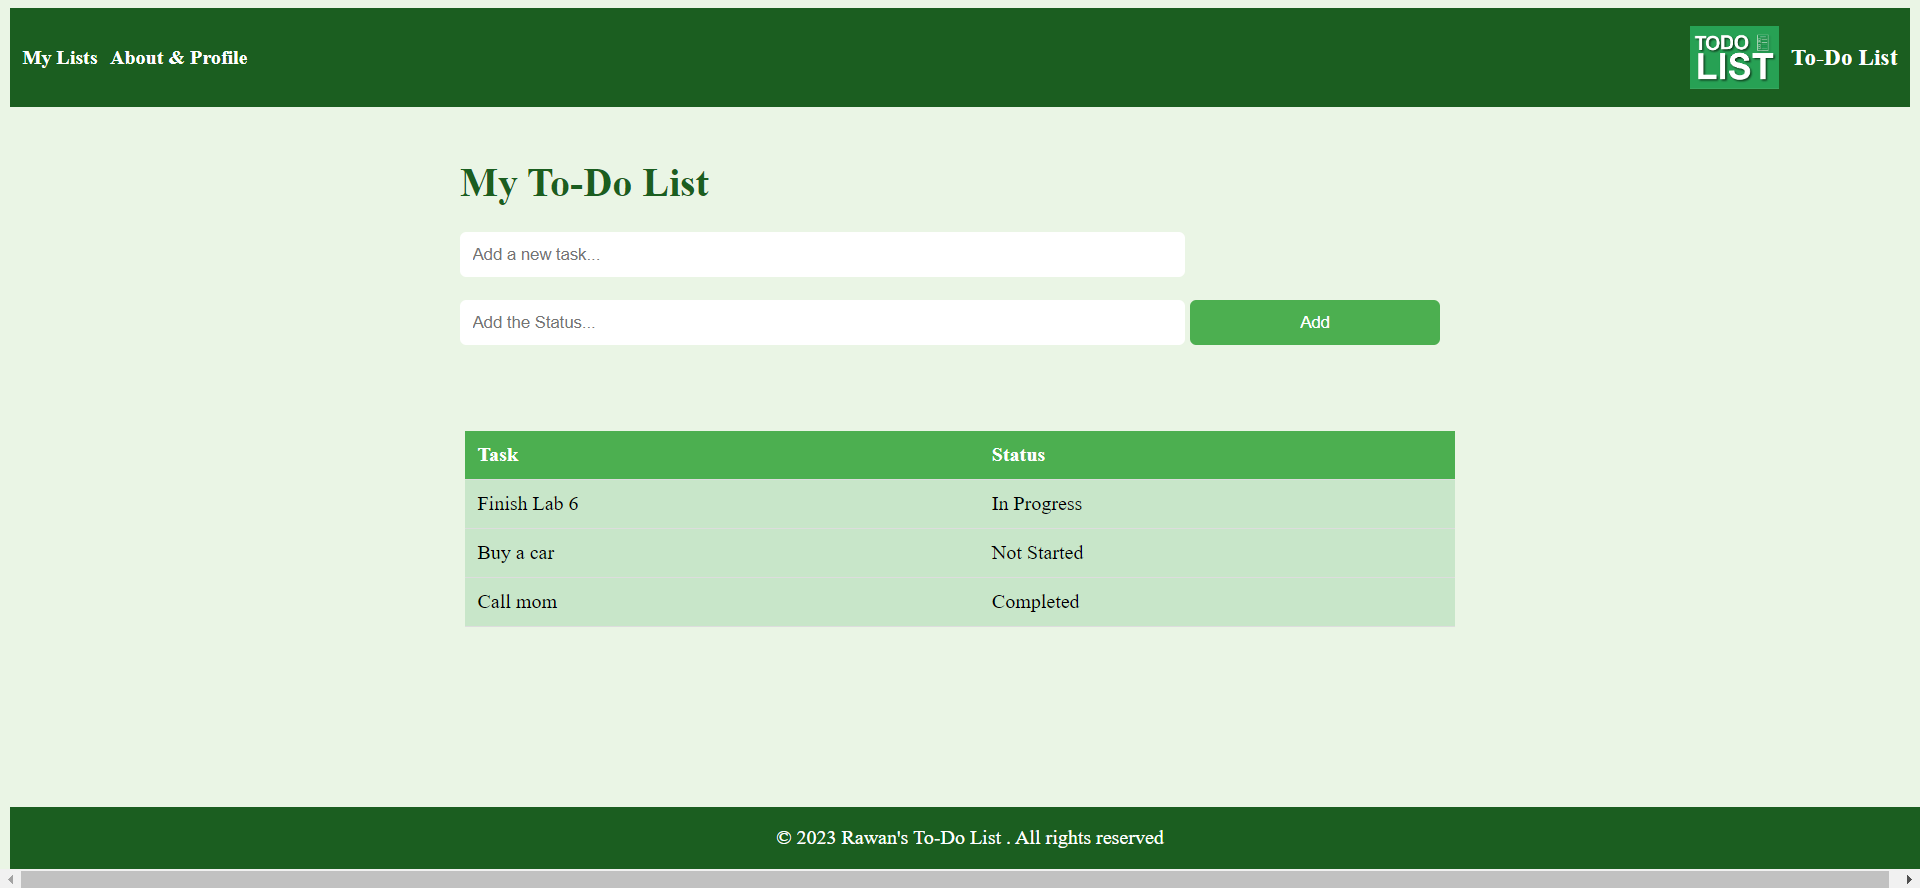 My Lists About & Profile
TODO
LIST
To-Do List
My To-Do List
Add a new task...
Add the Status...
Add
Task Status
Finish Lab 6 In Progress
Buy a car Not Started
Call mom Completed
© 2023 Rawan's To-Do List . All rights reserved